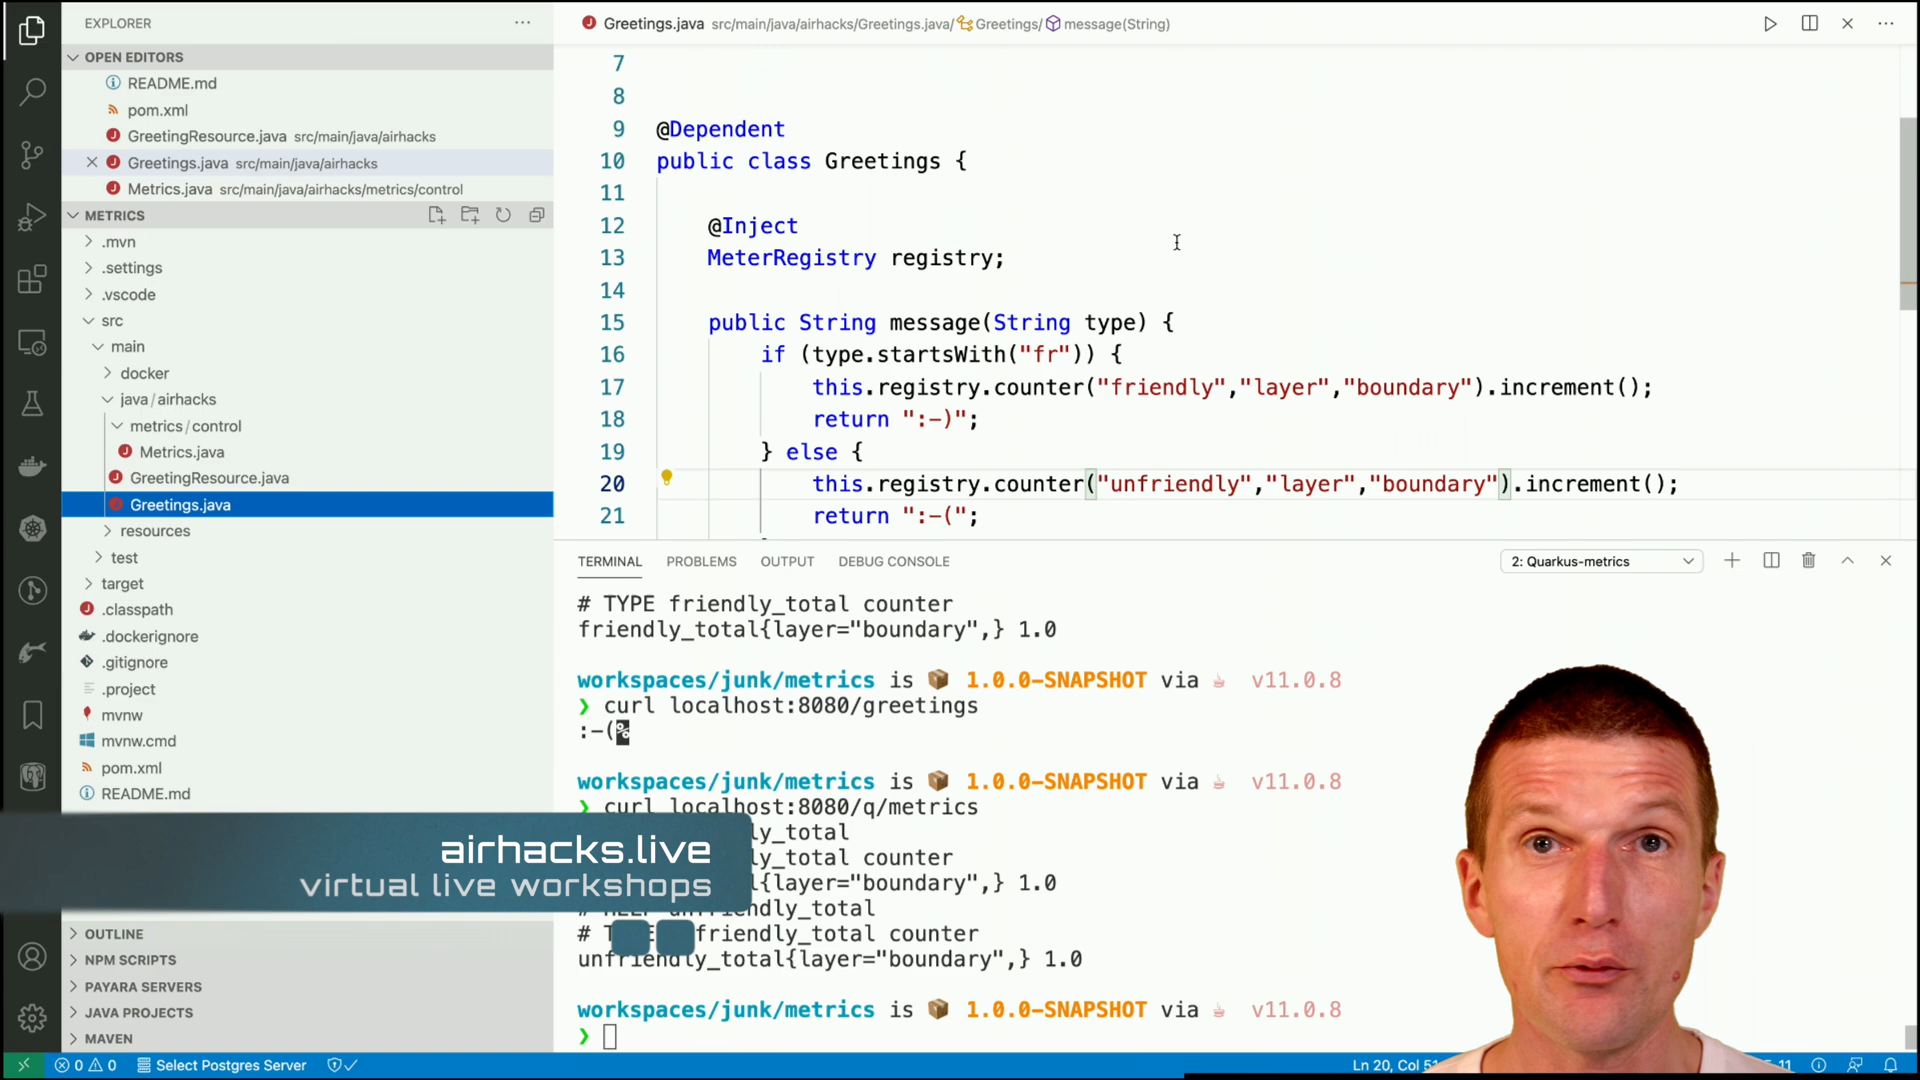 EXPLORER
OPEN EDITORS
README.md
pom.xml
GreetingResource.java src/main/java/airhacks
Greetings.java src/main/java/airhacks
Metrics.java src/main/java/airhacks/metrics/control
METRICS
.mvn
.settings
.vscode
src
main
docker
java/airhacks
metrics/control
Metrics.java
GreetingResource.java
Greetings.java
resources
test
target
.classpath
.dockerignore
.gitignore
.project
mvnw
mvnw.cmd
pom.xml
README.md
OUTLINE
NPM SCRIPTS
PAYARA SERVERS
JAVA PROJECTS
MAVEN
Greetings.java src/main/java/airhacks/Greetings.java/ Greetings/ message(String)
7
8
9 @Dependent
10 public class Greetings {
11
12 @Inject
13 MeterRegistry registry;
14
15 public String message(String type) {
16 if (type.startsWith("fr")) {
17 this.registry.counter("friendly","layer","boundary").increment();
18 return ":-)";
19 } else {
20 this.registry.counter("unfriendly","layer","boundary").increment();
21 return ":-(";
TERMINAL PROBLEMS OUTPUT DEBUG CONSOLE
2: Quarkus-metrics
# TYPE friendly_total counter
friendly_total{layer="boundary",} 1.0
workspaces/junk/metrics is 📦 1.0.0-SNAPSHOT via ☕ v11.0.8
❯ curl localhost:8080/greetings
:-(%
workspaces/junk/metrics is 📦 1.0.0-SNAPSHOT via ☕ v11.0.8
❯ curl localhost:8080/q/metrics
ly_total
ly_total counter
l{layer="boundary",} 1.0
# HELP unfriendly_total
# T friendly_total counter
unfriendly_total{layer="boundary",} 1.0
workspaces/junk/metrics is 📦 1.0.0-SNAPSHOT via ☕ v11.0.8
❯
airhacks.live
virtual live workshops
0 0 Select Postgres Server
Ln 20, Col 51